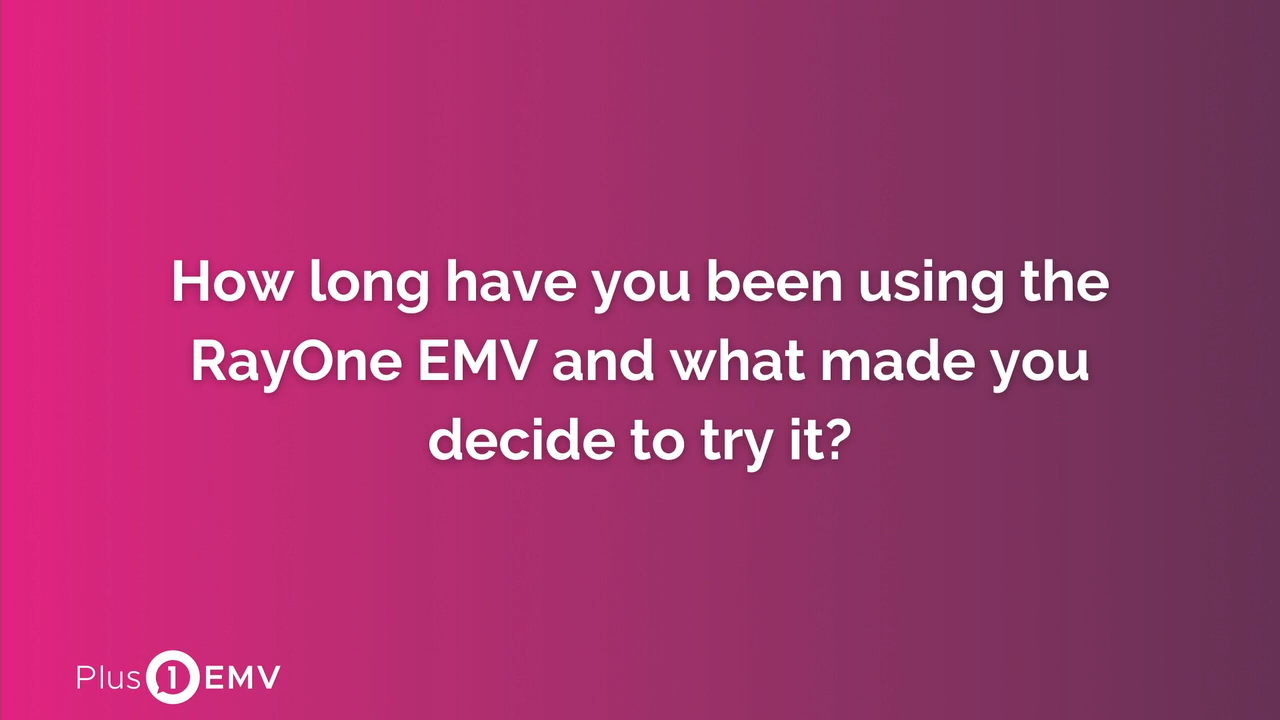 How long have you been using the
RayOne EMV and what made you
decide to try it?
Plus 1 EMV